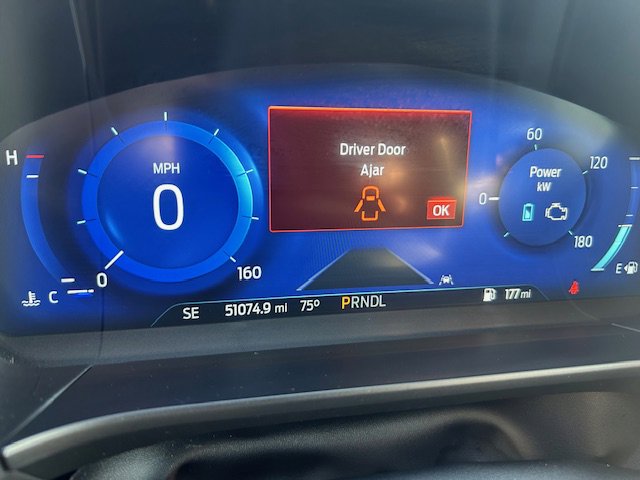 H
MPH
0
C
0
160
Driver Door
Ajar
OK
60
120
0
Power
kW
180
E
SE 51074.9 mi 75° PRNDL 177 mi